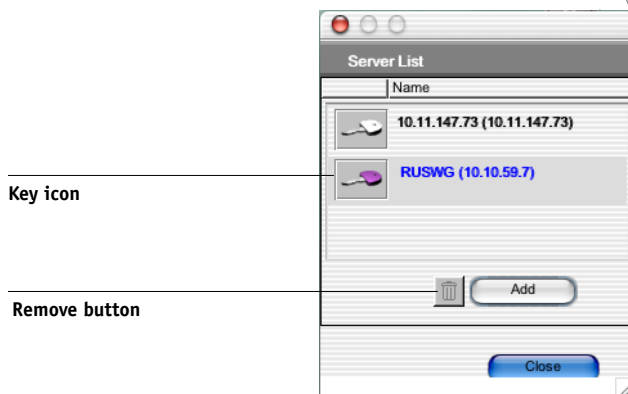 Server List
Name
10.11.147.73 (10.11.147.73)
RUSWG (10.10.59.7)
Key icon
Add
Remove button
Close